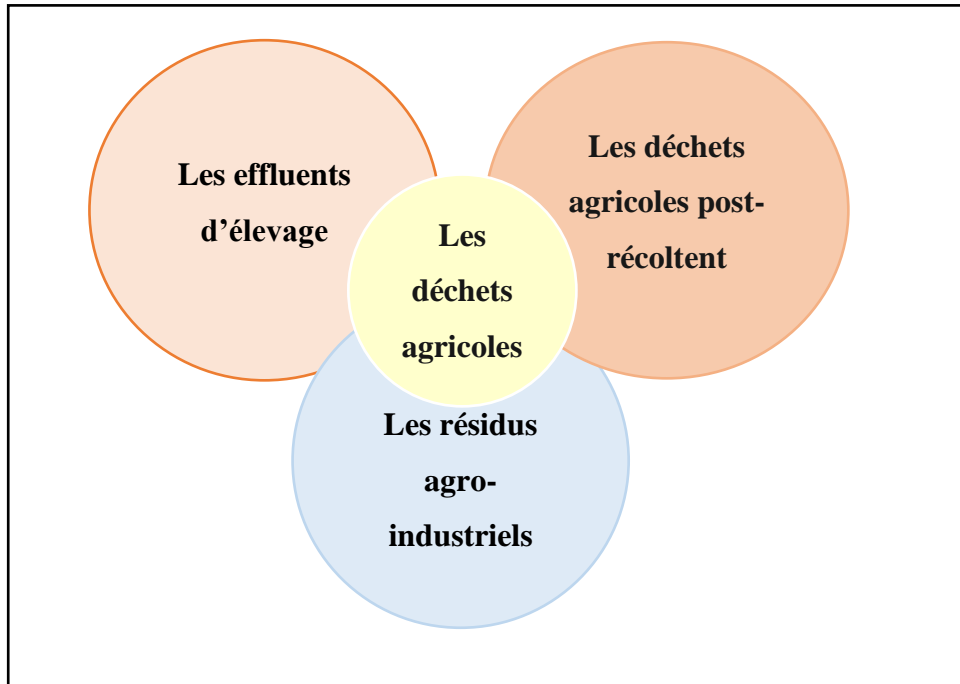 Les effluents
d'élevage
Les déchets
agricoles post-
récoltent
Les
déchets
agricoles
Les résidus
agro-
industriels